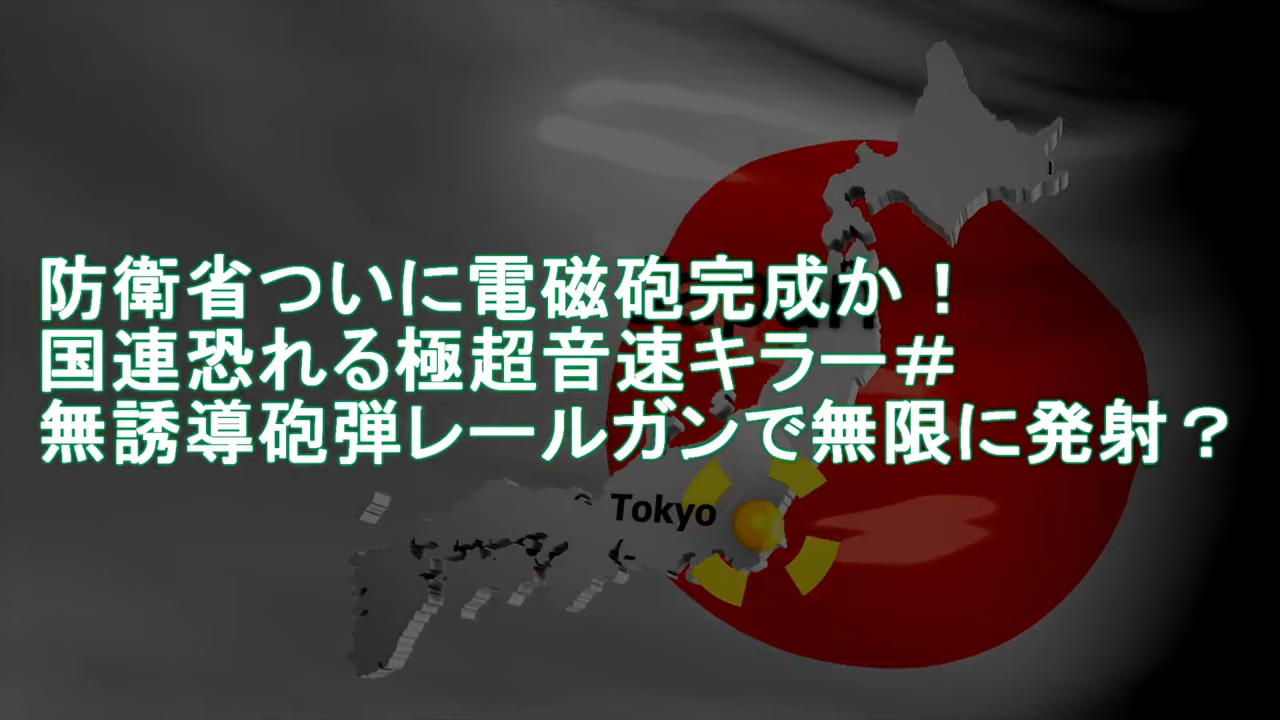 防衛省ついに電磁砲完成か！
国連恐れる極超音速キラー＃
無誘導砲弾レールガンで無限に発射？
Japan
Tokyo